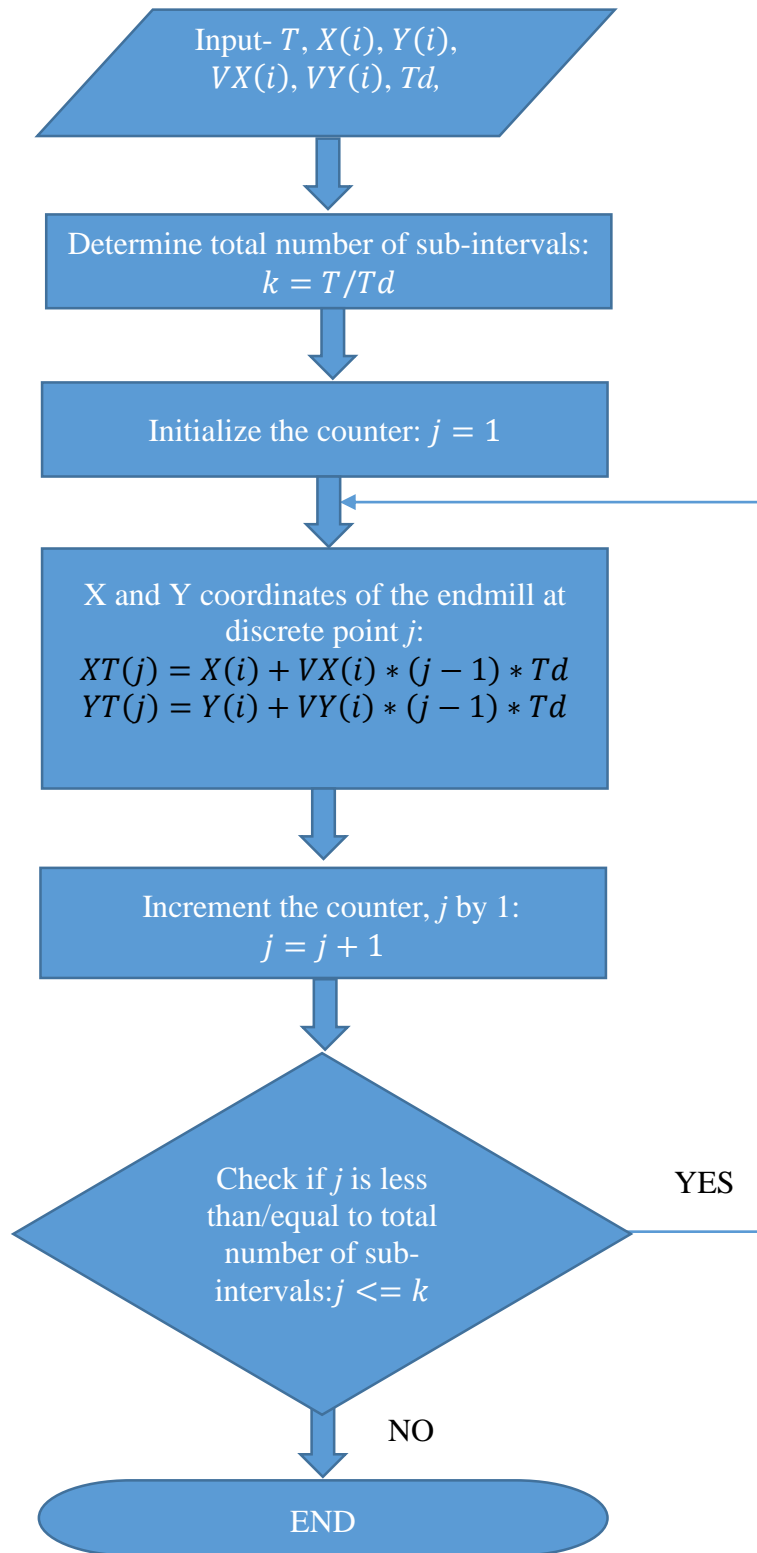 Input- T, X(i), Y(i),
VX(i), VY(i), Td,
Determine total number of sub-intervals:
k = T/Td
Initialize the counter: j = 1
X and Y coordinates of the endmill at
discrete point j:
XT(j) = X(i) + VX(i) ∗ (j − 1) ∗ Td
YT(j) = Y(i) + VY(i) ∗ (j − 1) ∗ Td
Increment the counter, j by 1:
j = j + 1
Check if j is less
than/equal to total
number of sub-
intervals:j <= k
YES
NO
END